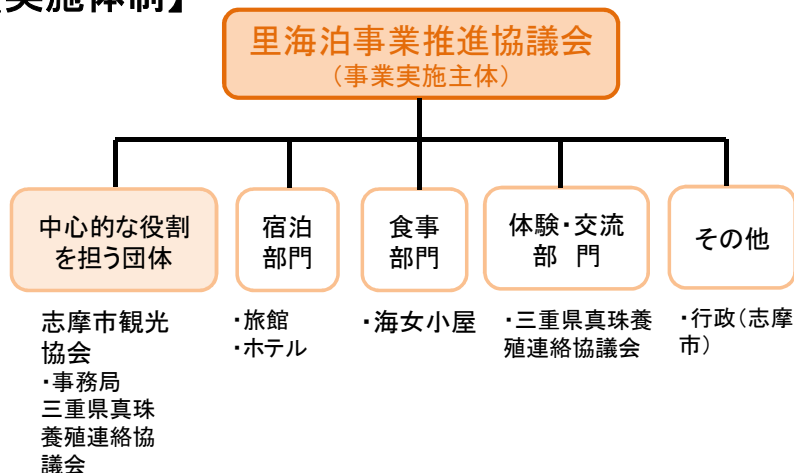 実施体制】
里海泊事業推進協議会
（事業実施主体）
中心的な役割
を担う団体
宿泊
部門
食事
部門
体験・交流
部　門
その他
志摩市観光
協会
・事務局
三重県真珠
養殖連絡協
議会
・旅館
・ホテル
・海女小屋
・三重県真珠養
殖連絡協議会
・行政（志摩
市）